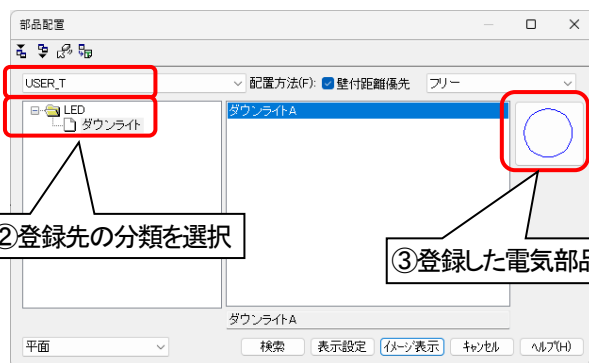 部品配置
USER_T
配置方法(F): 壁付距離優先 フリー
LED
ダウンライト
ダウンライトA
②登録先の分類を選択
③登録した電気部品
ダウンライトA
平面
検索 表示設定 イメージ表示 キャンセル ヘルプ(H)